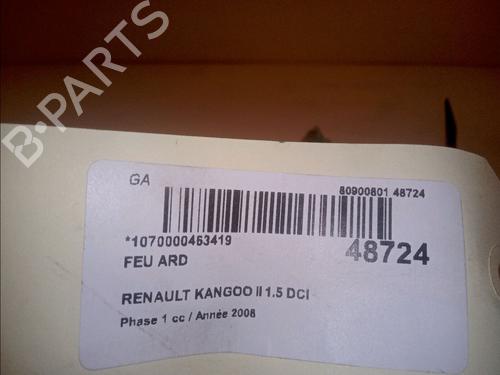 B-PARTS
GA
80900801 48724
*1070000463419
48724
FEU ARD
RENAULT KANGOO II 1.5 DCI
Phase 1 cc / Année 2008